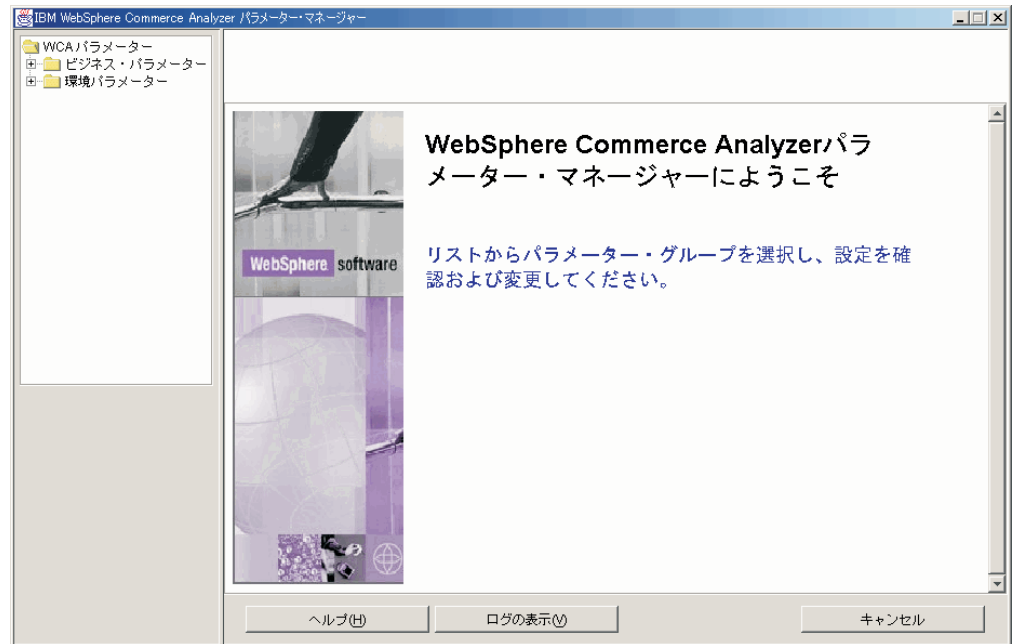 IBM WebSphere Commerce Analyzer パラメーター・マネージャー
WCA パラメーター
ビジネス・パラメーター
環境パラメーター
WebSphere Commerce Analyzerパラ
メーター・マネージャーにようこそ
リストからパラメーター・グループを選択し、設定を確
認および変更してください。
WebSphere software
ヘルプ(H)
ログの表示(V)
キャンセル